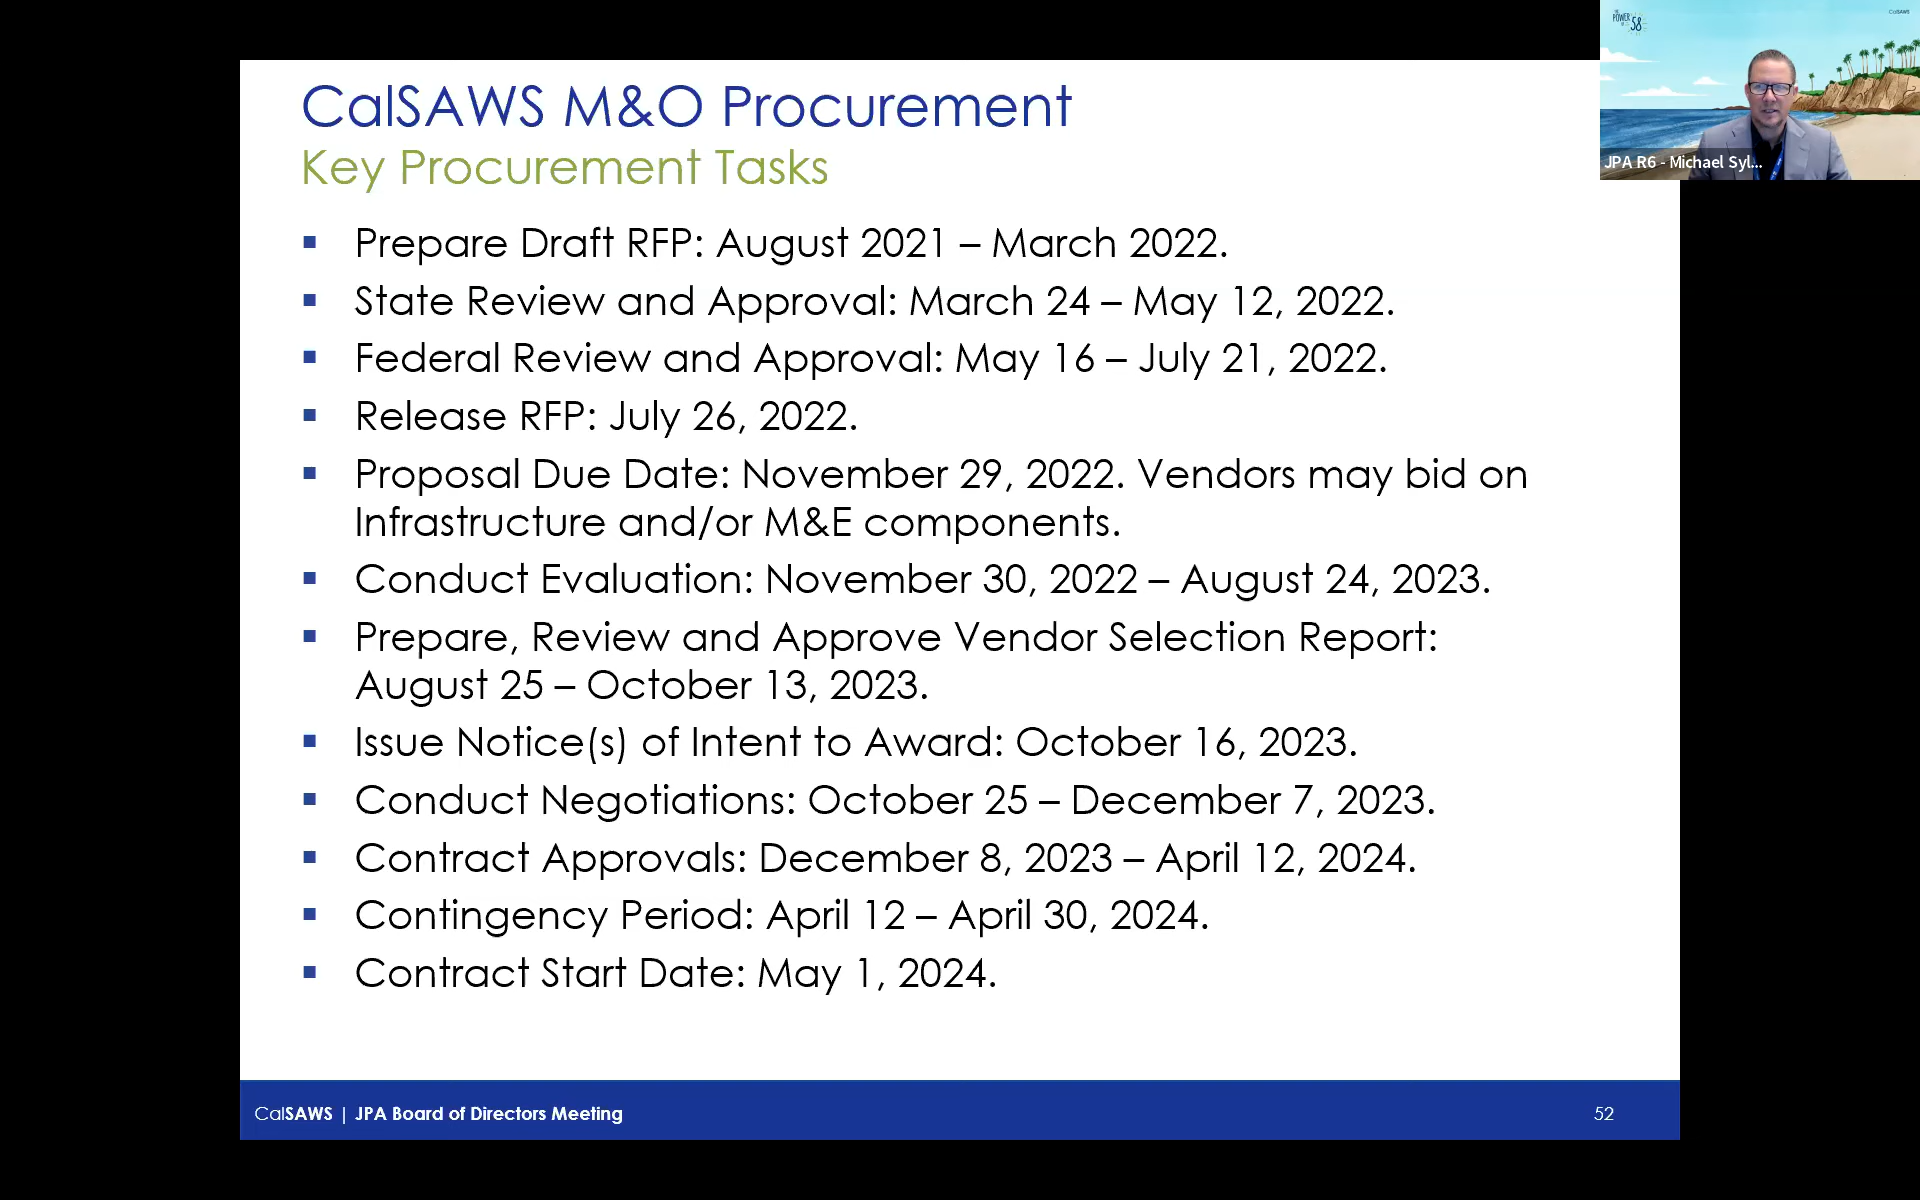 THE
POWER
OF 58
CalSAWS
JPA R6 - Michael Syl...
CalSAWS M&O Procurement
Key Procurement Tasks
▪ Prepare Draft RFP: August 2021 – March 2022.
▪ State Review and Approval: March 24 – May 12, 2022.
▪ Federal Review and Approval: May 16 – July 21, 2022.
▪ Release RFP: July 26, 2022.
▪ Proposal Due Date: November 29, 2022. Vendors may bid on
Infrastructure and/or M&E components.
▪ Conduct Evaluation: November 30, 2022 – August 24, 2023.
▪ Prepare, Review and Approve Vendor Selection Report:
August 25 – October 13, 2023.
▪ Issue Notice(s) of Intent to Award: October 16, 2023.
▪ Conduct Negotiations: October 25 – December 7, 2023.
▪ Contract Approvals: December 8, 2023 – April 12, 2024.
▪ Contingency Period: April 12 – April 30, 2024.
▪ Contract Start Date: May 1, 2024.
CalSAWS | JPA Board of Directors Meeting
52